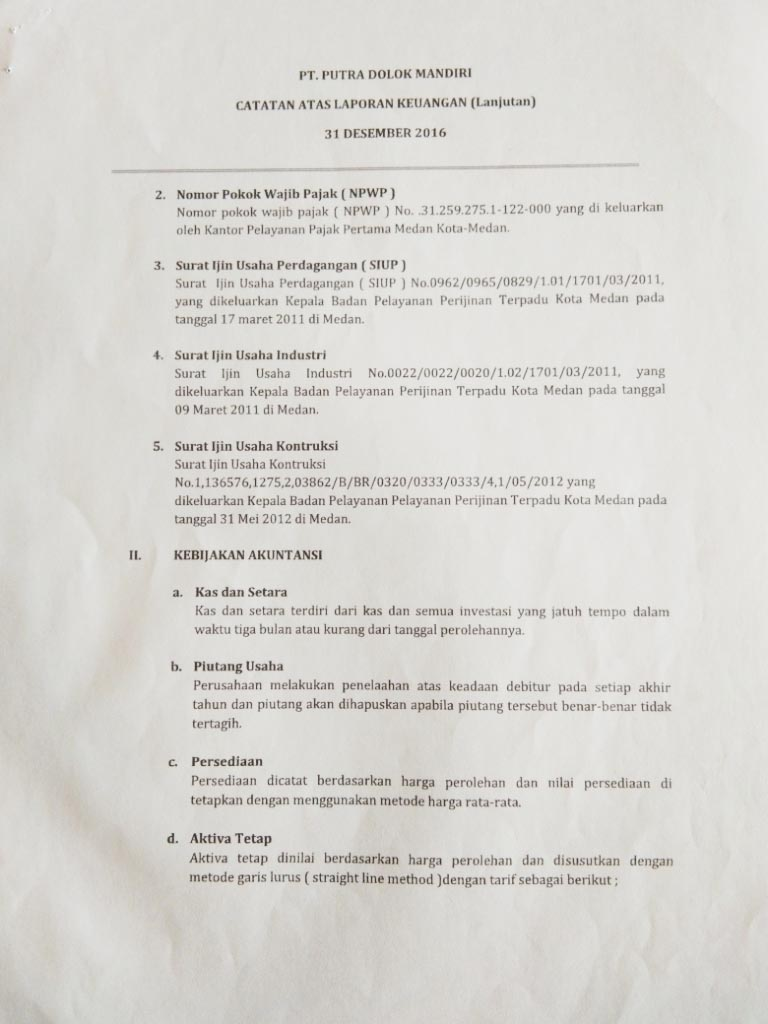 PT. PUTRA DOLOK MANDIRI
CATATAN ATAS LAPORAN KEUANGAN (Lanjutan)
31 DESEMBER 2016
2. Nomor Pokok Wajib Pajak ( NPWP )
Nomor pokok wajib pajak ( NPWP ) No. .31.259.275.1-122-000 yang di keluarkan
oleh Kantor Pelayanan Pajak Pertama Medan Kota-Medan.
3. Surat Ijin Usaha Perdagangan ( SIUP )
Surat Ijin Usaha Perdagangan ( SIUP ) No.0962/0965/0829/1.01/1701/03/2011,
yang dikeluarkan Kepala Badan Pelayanan Perijinan Terpadu Kota Medan pada
tanggal 17 maret 2011 di Medan.
4. Surat Ijin Usaha Industri
Surat Ijin Usaha Industri No.0022/0022/0020/1.02/1701/03/2011, yang
dikeluarkan Kepala Badan Pelayanan Perijinan Terpadu Kota Medan pada tanggal
09 Maret 2011 di Medan.
5. Surat Ijin Usaha Kontruksi
Surat Ijin Usaha Kontruksi
No.1,136576,1275,2,03862/B/BR/0320/0333/0333/4,1/05/2012 yang
dikeluarkan Kepala Badan Pelayanan Pelayanan Perijinan Terpadu Kota Medan pada
tanggal 31 Mei 2012 di Medan.
II. KEBIJAKAN AKUNTANSI
a. Kas dan Setara
Kas dan setara terdiri dari kas dan semua investasi yang jatuh tempo dalam
waktu tiga bulan atau kurang dari tanggal perolehannya.
b. Piutang Usaha
Perusahaan melakukan penelaahan atas keadaan debitur pada setiap akhir
tahun dan piutang akan dihapuskan apabila piutang tersebut benar-benar tidak
tertagih.
c. Persediaan
Persediaan dicatat berdasarkan harga perolehan dan nilai persediaan di
tetapkan dengan menggunakan metode harga rata-rata.
d. Aktiva Tetap
Aktiva tetap dinilai berdasarkan harga perolehan dan disusutkan dengan
metode garis lurus ( straight line method )dengan tarif sebagai berikut ;